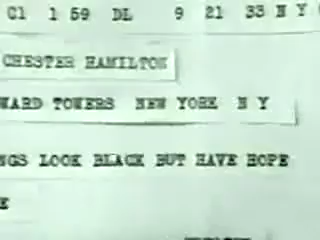 C1 1 59 DL 9 21 33 N Y
CHESTER HAMILTON
WARD TOWERS NEW YORK N Y
NGS LOOK BLACK BUT HAVE HOPE
E